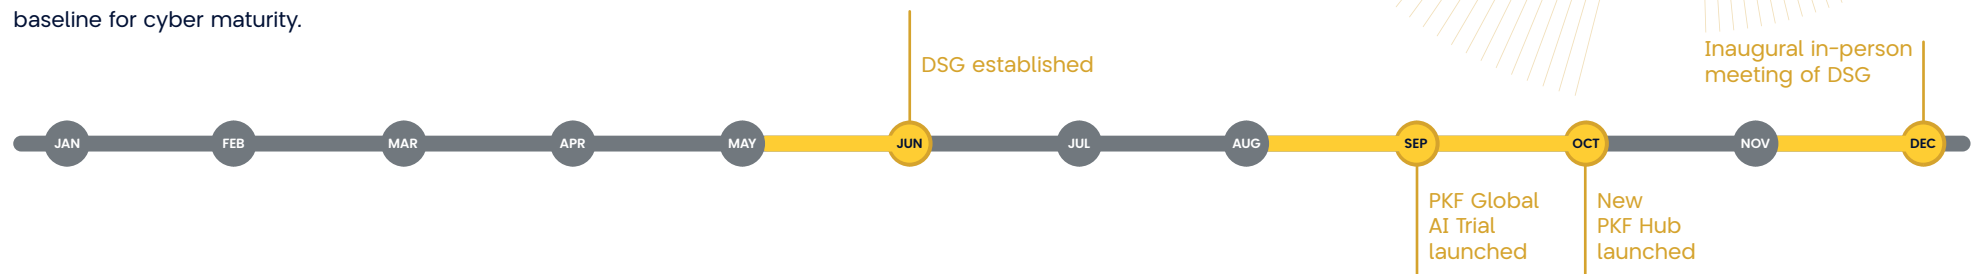 baseline for cyber maturity.
DSG established
Inaugural in-person
meeting of DSG
JAN
FEB
MAR
APR
MAY
JUN
JUL
AUG
SEP
OCT
NOV
DEC
PKF Global
AI Trial
launched
New
PKF Hub
launched